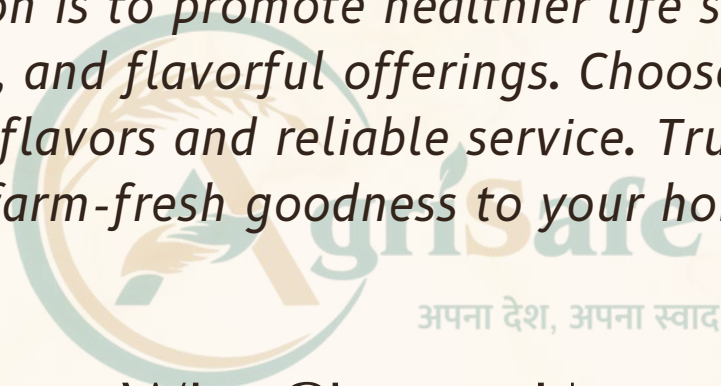 on is to promote healthier life s
, and flavorful offerings. Choose
flavors and reliable service. Tru
farm-fresh goodness to your ho
AgriSafe
अपना देश, अपना स्वाद